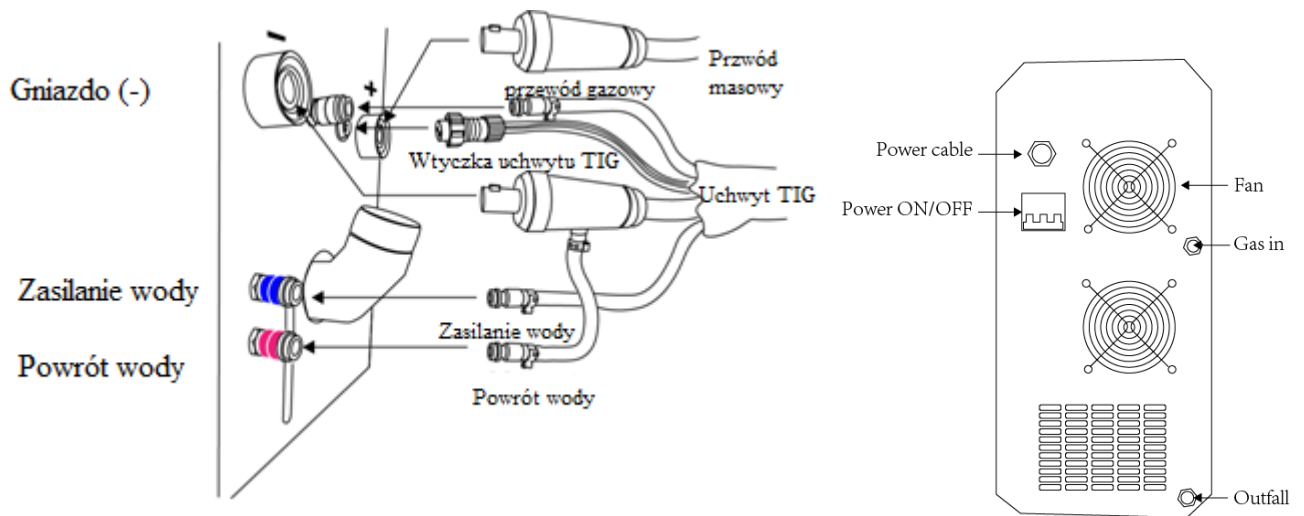 -
Gniazdo (-)
+
Przwód
masowy
przewód gazowy
Wtyczka uchwytu TIG
Uchwyt TIG
Zasilanie wody
Zasilanie wody
Powrót wody
Powrót wody
Power cable
Fan
Power ON/OFF
Gas in
Outfall